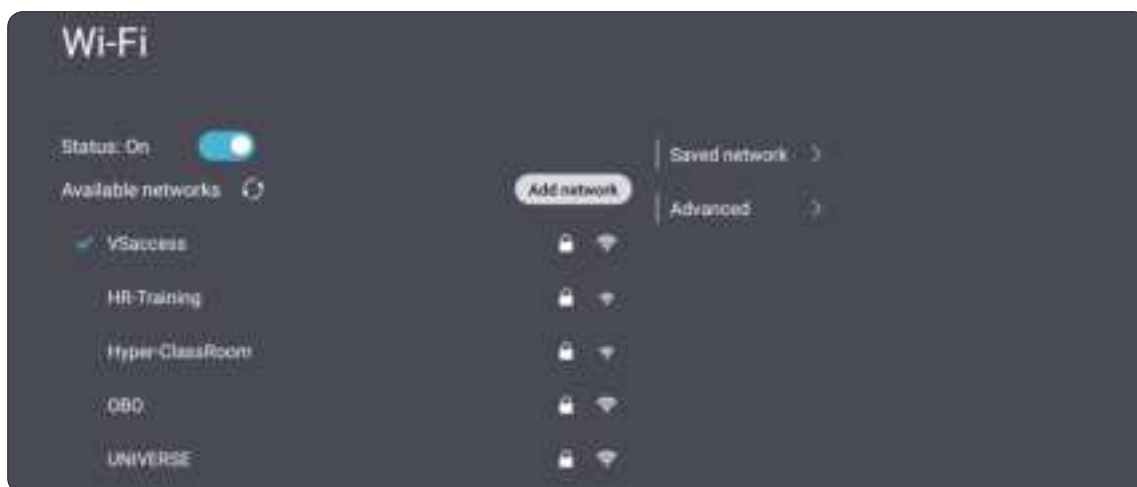 Wi-Fi
Status: On
Saved network
Available networks
Add network
Advanced
VSaccess
HR-Training
Hyper-ClassRoom
OBO
UNIVERSE